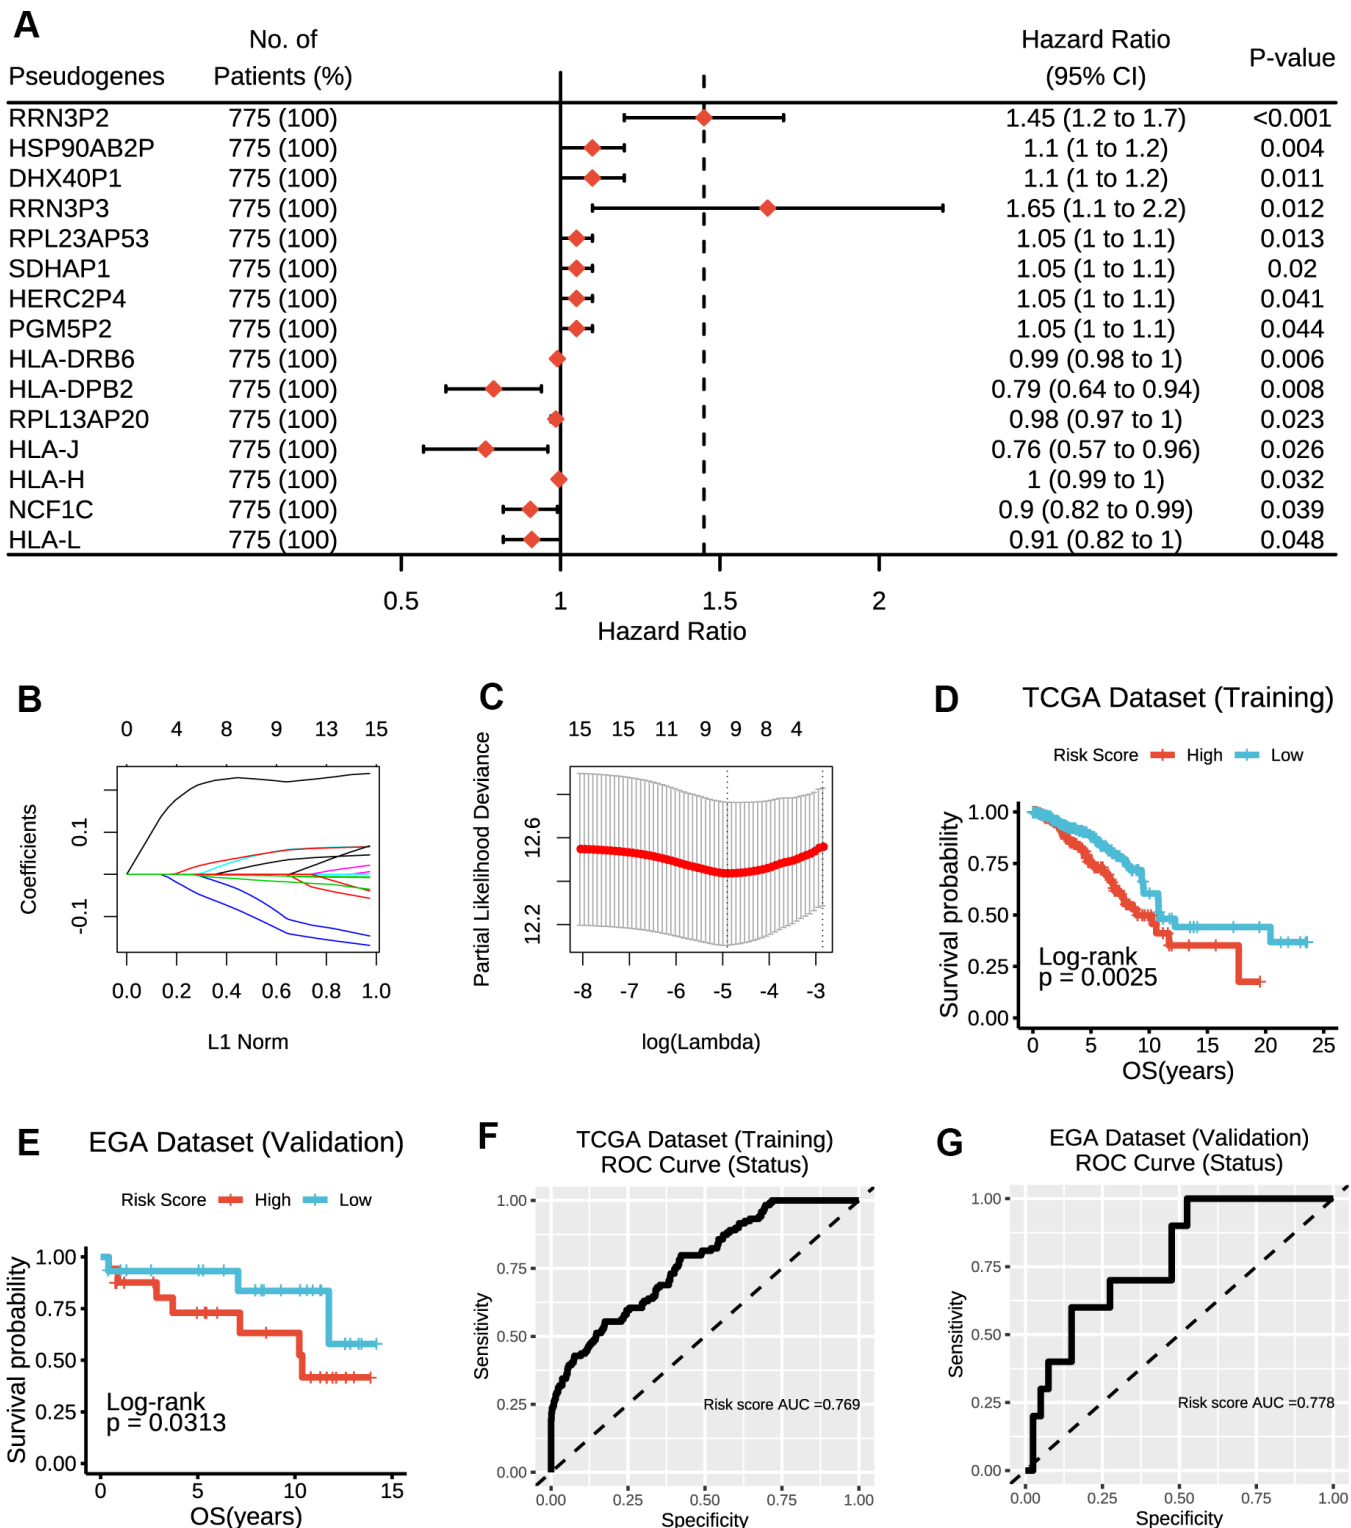 A
No. of
Hazard Ratio
Pseudogenes Patients (%) (95% CI) P-value
RRN3P2 775 (100) 1.45 (1.2 to 1.7) <0.001
HSP90AB2P 775 (100) 1.1 (1 to 1.2) 0.004
DHX40P1 775 (100) 1.1 (1 to 1.2) 0.011
RRN3P3 775 (100) 1.65 (1.1 to 2.2) 0.012
RPL23AP53 775 (100) 1.05 (1 to 1.1) 0.013
SDHAP1 775 (100) 1.05 (1 to 1.1) 0.02
HERC2P4 775 (100) 1.05 (1 to 1.1) 0.041
PGM5P2 775 (100) 1.05 (1 to 1.1) 0.044
HLA-DRB6 775 (100) 0.99 (0.98 to 1) 0.006
HLA-DPB2 775 (100) 0.79 (0.64 to 0.94) 0.008
RPL13AP20 775 (100) 0.98 (0.97 to 1) 0.023
HLA-J 775 (100) 0.76 (0.57 to 0.96) 0.026
HLA-H 775 (100) 1 (0.99 to 1) 0.032
NCF1C 775 (100) 0.9 (0.82 to 0.99) 0.039
HLA-L 775 (100) 0.91 (0.82 to 1) 0.048
0.5 1 1.5 2
Hazard Ratio
B
0 4 8 9 13 15
Coefficients
0.1
-0.1
0.0 0.2 0.4 0.6 0.8 1.0
L1 Norm
C
15 15 11 9 9 8 4
Partial Likelihood Deviance
12.6
12.2
-8 -7 -6 -5 -4 -3
log(Lambda)
D
TCGA Dataset (Training)
Risk Score High Low
Survival probability
1.00
0.75
0.50
0.25
0.00
Log-rank
p = 0.0025
0 5 10 15 20 25
OS(years)
E
EGA Dataset (Validation)
Risk Score High Low
Survival probability
1.00
0.75
0.50
0.25
0.00
Log-rank
p = 0.0313
0 5 10 15
OS(years)
F
TCGA Dataset (Training)
ROC Curve (Status)
Sensitivity
1.00
0.75
0.50
0.25
0.00
Risk score AUC =0.769
0.00 0.25 0.50 0.75 1.00
Specificity
G
EGA Dataset (Validation)
ROC Curve (Status)
Sensitivity
1.00
0.75
0.50
0.25
0.00
Risk score AUC =0.778
0.00 0.25 0.50 0.75 1.00
Specificity